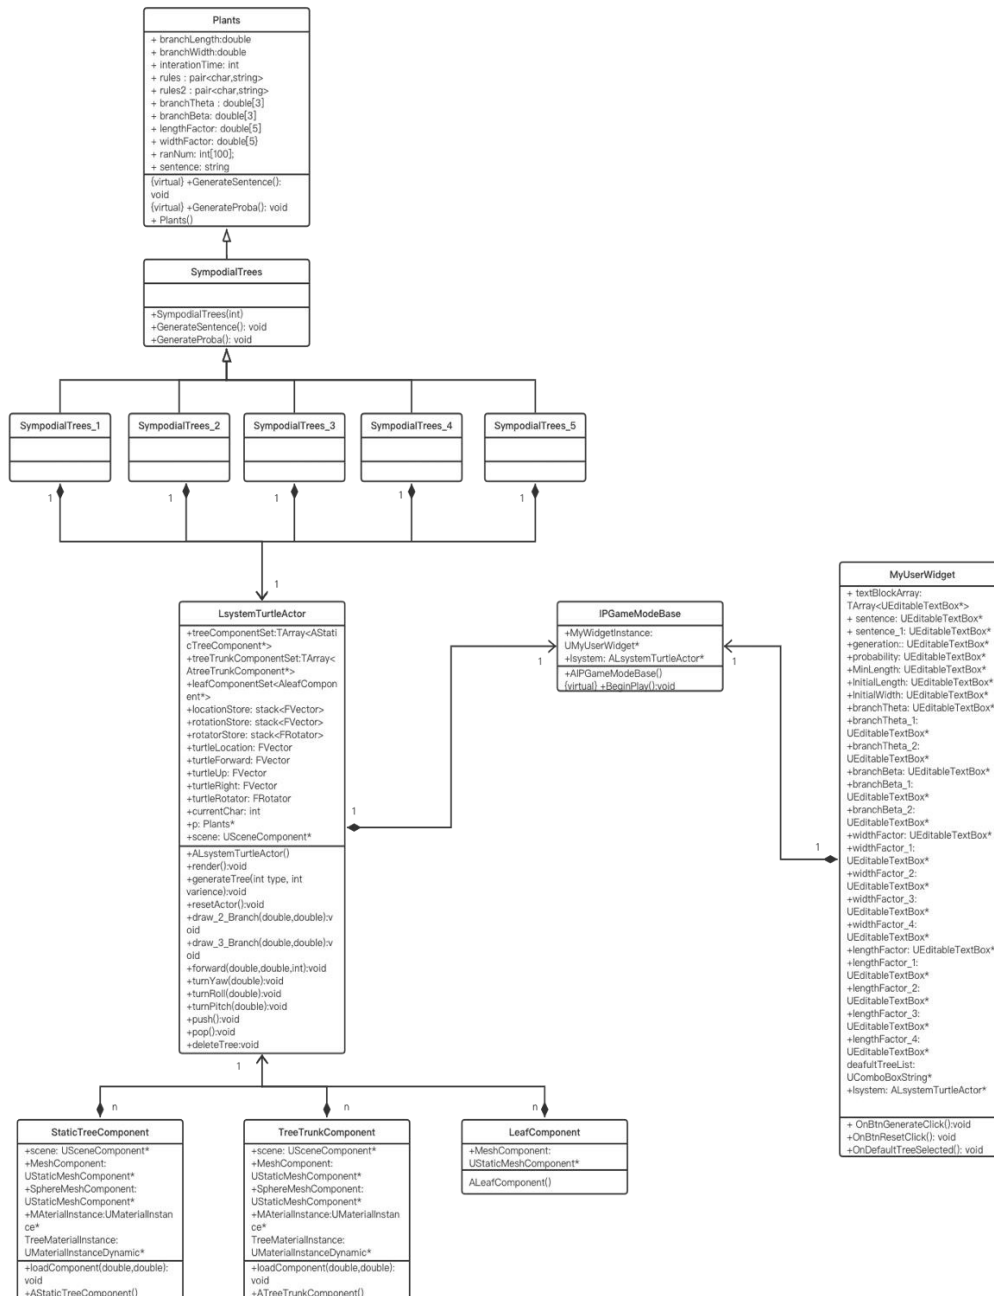 Plants
+ branchLength:double
+ branchWidth:double
+ interationTime: int
+ rules : pair<char,string>
+ rules2 : pair<char,string>
+ branchTheta : double[3]
+ branchBeta: double[3]
+ lengthFactor: double[5]
+ widthFactor: double[5}
+ ranNum: int[100];
+ sentence: string
{virtual} +GenerateSentence():
void
{virtual} +GenerateProba(): void
+ Plants()
SympodialTrees
+SympodialTrees(int)
+GenerateSentence(): void
+GenerateProba(): void
SympodialTrees_1
SympodialTrees_2
SympodialTrees_3
SympodialTrees_4
SympodialTrees_5
1
1
1
1
1
1
LsystemTurtleActor
+treeComponentSet:TArray<AStati
cTreeComponent*>
+treeTrunkComponentSet:TArray<
AtreeTrunkComponent*>
+leafComponentSet<AleafCompon
ent*>
+locationStore: stack<FVector>
+rotationStore: stack<FVector>
+rotatorStore: stack<FRotator>
+turtleLocation: FVector
+turtleForward: FVector
+turtleUp: FVector
+turtleRight: FVector
+turtleRotator: FRotator
+currentChar: int
+p: Plants*
+scene: USceneComponent*
+ALsystemTurtleActor()
+render():void
+generateTree(int type, int
varience):void
+resetActor():void
+draw_2_Branch(double,double):v
oid
+draw_3_Branch(double,double):v
oid
+forward(double,double,int):void
+turnYaw(double):void
+turnRoll(double):void
+turnPitch(double):void
+push():void
+pop():void
+deleteTree:void
1
1
IPGameModeBase
+MyWidgetInstance:
UMyUserWidget*
+lsystem: ALsystemTurtleActor*
+AIPGameModeBase()
{virtual} +BeginPlay():void
1
1
MyUserWidget
+ textBlockArray:
TArray<UEditableTextBox*>
+ sentence: UEditableTextBox*
+ sentence_1: UEditableTextBox*
+generation:: UEditableTextBox*
+probability: UEditableTextBox*
+MinLength: UEditableTextBox*
+InitialLength: UEditableTextBox*
+InitialWidth: UEditableTextBox*
+branchTheta: UEditableTextBox*
+branchTheta_1:
UEditableTextBox*
+branchTheta_2:
UEditableTextBox*
+branchBeta: UEditableTextBox*
+branchBeta_1:
UEditableTextBox*
+branchBeta_2:
UEditableTextBox*
+widthFactor: UEditableTextBox*
+widthFactor_1:
UEditableTextBox*
+widthFactor_2:
UEditableTextBox*
+widthFactor_3:
UEditableTextBox*
+widthFactor_4:
UEditableTextBox*
+lengthFactor: UEditableTextBox*
+lengthFactor_1:
UEditableTextBox*
+lengthFactor_2:
UEditableTextBox*
+lengthFactor_3:
UEditableTextBox*
+lengthFactor_4:
UEditableTextBox*
deafultTreeList:
UComboBoxString*
+lsystem: ALsystemTurtleActor*
+ OnBtnGenerateClick():void
+OnBtnResetClick(): void
+OnDefaultTreeSelected(): void
1
n
n
n
StaticTreeComponent
+scene: USceneComponent*
+MeshComponent:
UStaticMeshComponent*
+SphereMeshComponent:
UStaticMeshComponent*
+MAterialInstance:UMaterialInstan
ce*
TreeMaterialInstance:
UMaterialInstanceDynamic*
+loadComponent(double,double):
void
+AStaticTreeComponent()
TreeTrunkComponent
+scene: USceneComponent*
+MeshComponent:
UStaticMeshComponent*
+SphereMeshComponent:
UStaticMeshComponent*
+MAterialInstance:UMaterialInstan
ce*
TreeMaterialInstance:
UMaterialInstanceDynamic*
+loadComponent(double,double):
void
+ATreeTrunkComponent()
LeafComponent
+MeshComponent:
UStaticMeshComponent*
ALeafComponent()